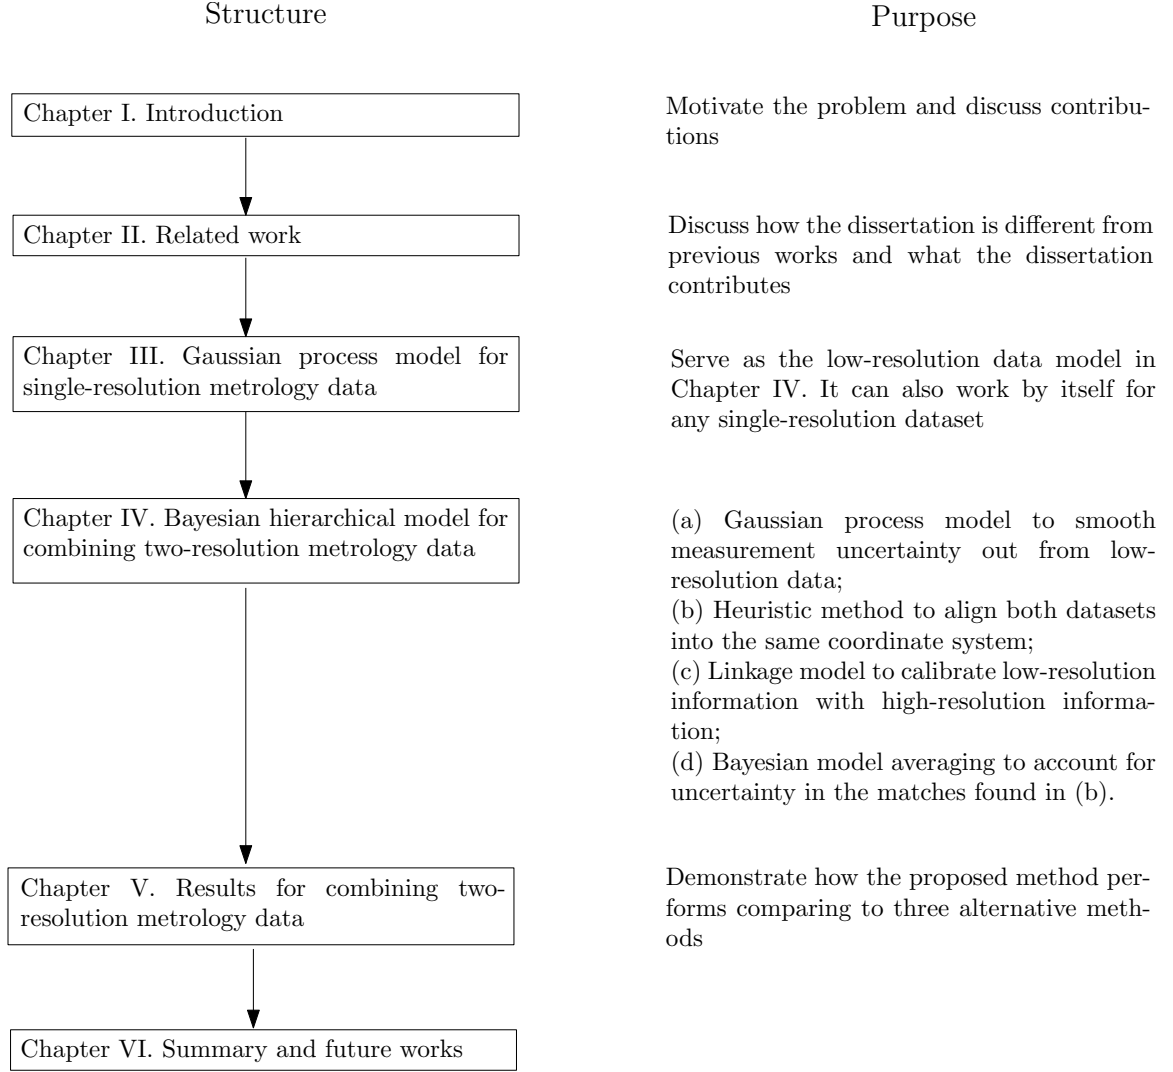 Structure
Purpose
Chapter I. Introduction
Motivate the problem and discuss contribu-
tions
Chapter II. Related work
Discuss how the dissertation is different from
previous works and what the dissertation
contributes
Chapter III. Gaussian process model for
single-resolution metrology data
Serve as the low-resolution data model in
Chapter IV. It can also work by itself for
any single-resolution dataset
Chapter IV. Bayesian hierarchical model for
combining two-resolution metrology data
(a) Gaussian process model to smooth
measurement uncertainty out from low-
resolution data;
(b) Heuristic method to align both datasets
into the same coordinate system;
(c) Linkage model to calibrate low-resolution
information with high-resolution informa-
tion;
(d) Bayesian model averaging to account for
uncertainty in the matches found in (b).
Chapter V. Results for combining two-
resolution metrology data
Demonstrate how the proposed method per-
forms comparing to three alternative meth-
ods
Chapter VI. Summary and future works